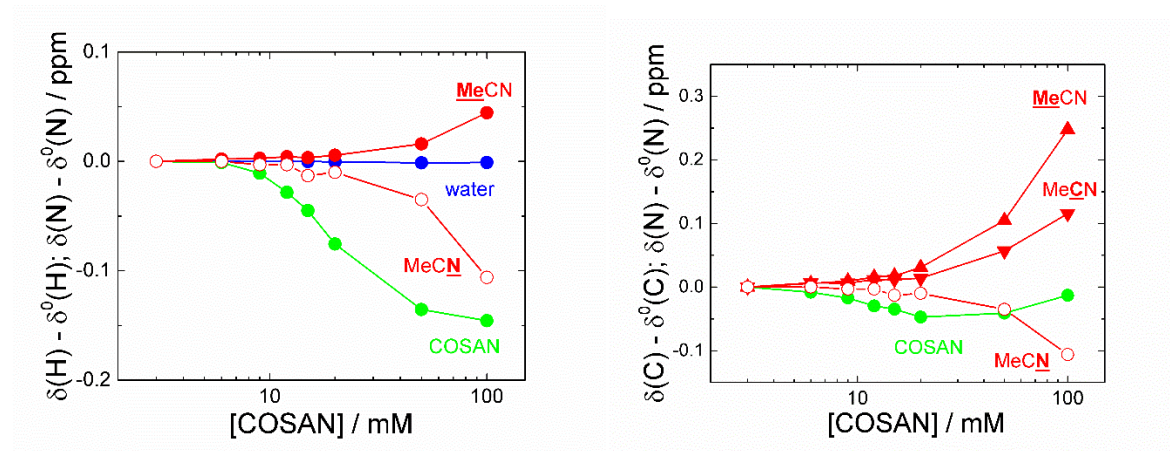 δ(H) - δ⁰(H); δ(N) - δ⁰(N) / ppm
0.1
0.0
-0.1
-0.2
MeCN
water
MeCN
COSAN
10
100
[COSAN] / mM
δ(C) - δ⁰(C); δ(N) - δ⁰(N) / ppm
0.3
0.2
0.1
0.0
-0.1
MeCN
MeCN
COSAN
MeCN
10
100
[COSAN] / mM